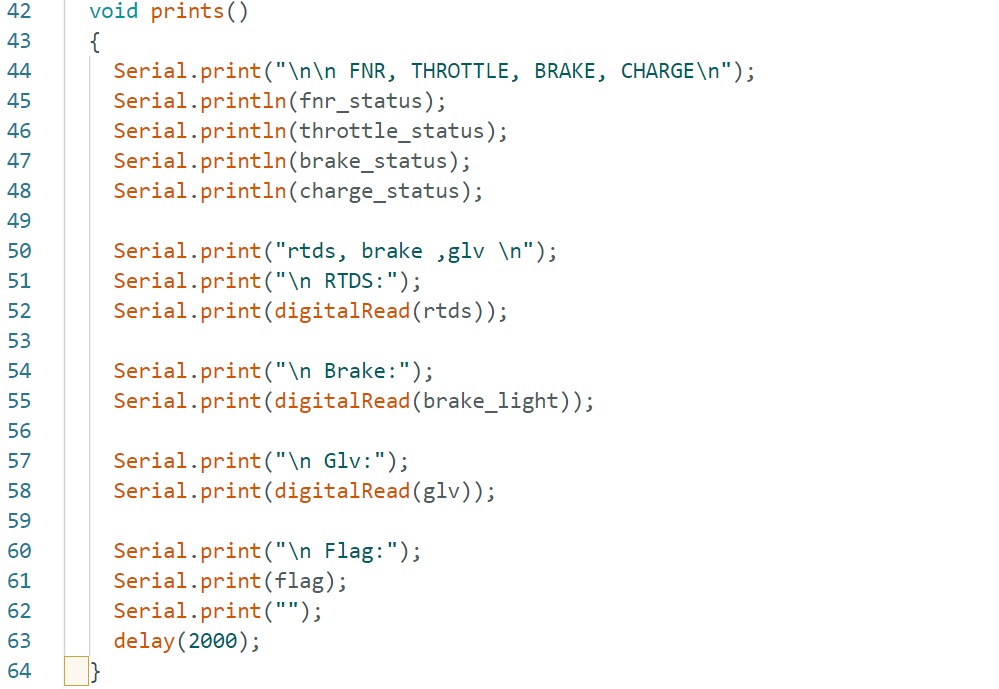 42 void prints()
43 {
44 Serial.print("\n\n FNR, THROTTLE, BRAKE, CHARGE\n");
45 Serial.println(fnr_status);
46 Serial.println(throttle_status);
47 Serial.println(brake_status);
48 Serial.println(charge_status);
49
50 Serial.print("rtds, brake ,glv \n");
51 Serial.print("\n RTDS:");
52 Serial.print(digitalRead(rtds));
53
54 Serial.print("\n Brake:");
55 Serial.print(digitalRead(brake_light));
56
57 Serial.print("\n Glv:");
58 Serial.print(digitalRead(glv));
59
60 Serial.print("\n Flag:");
61 Serial.print(flag);
62 Serial.print("");
63 delay(2000);
64 }